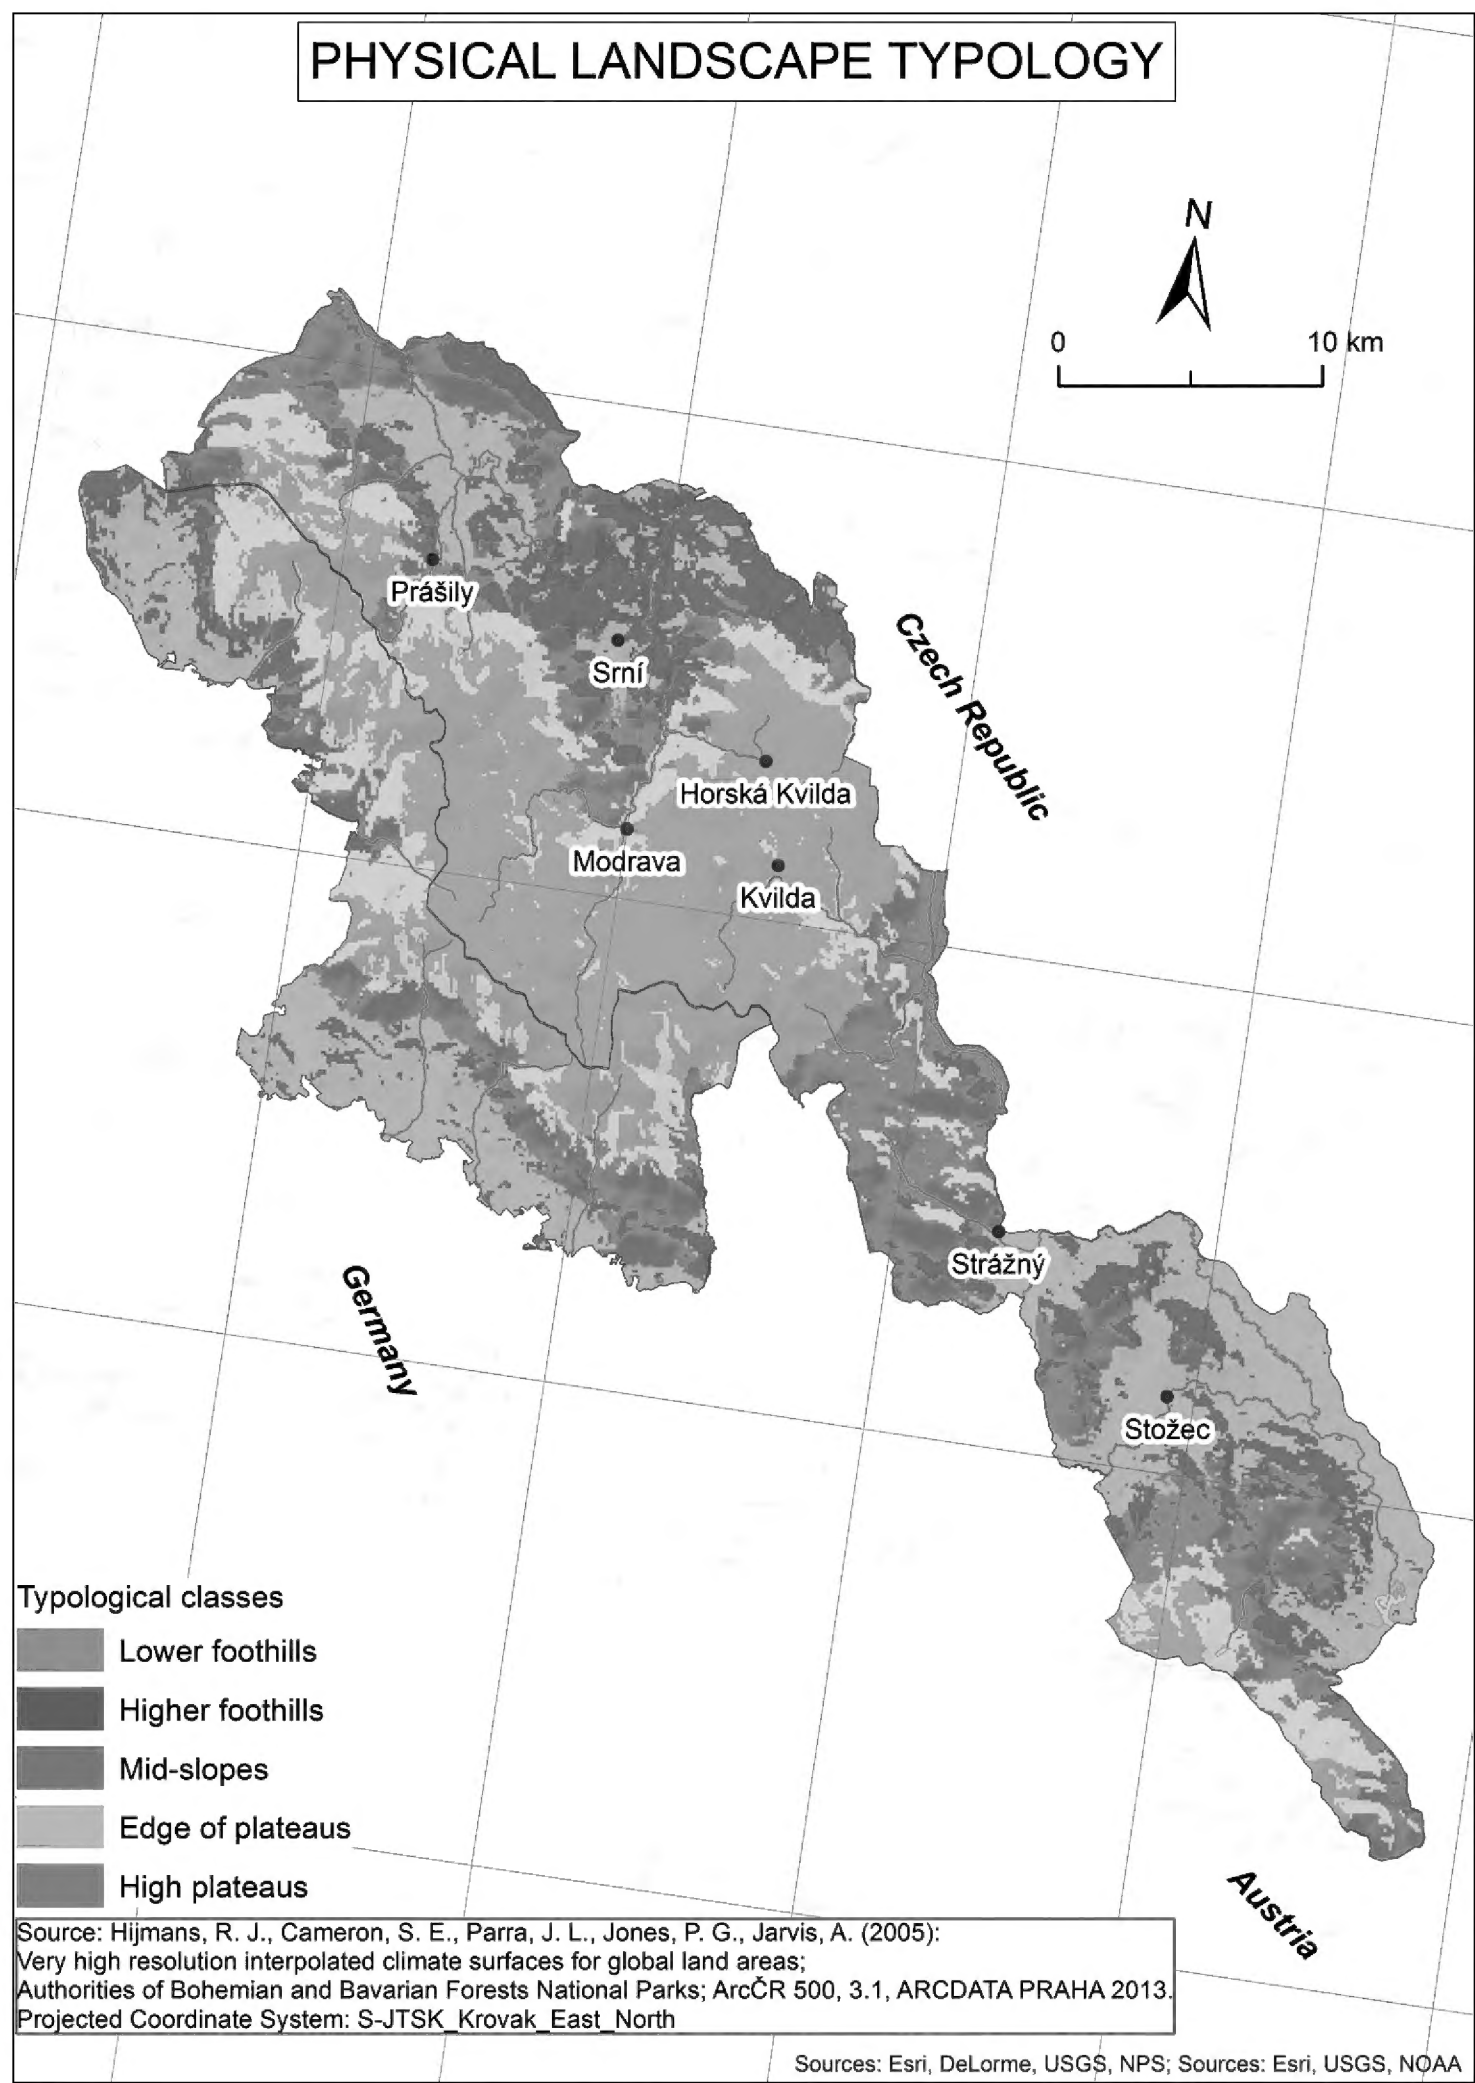 PHYSICAL LANDSCAPE TYPOLOGY
N
0 10 km
Prášily
Srní
Czech Republic
Horská Kvilda
Modrava
Kvilda
Strážný
Germany
Stožec
Austria
Typological classes
Lower foothills
Higher foothills
Mid-slopes
Edge of plateaus
High plateaus
Source: Hijmans, R. J., Cameron, S. E., Parra, J. L., Jones, P. G., Jarvis, A. (2005):
Very high resolution interpolated climate surfaces for global land areas;
Authorities of Bohemian and Bavarian Forests National Parks; ArcČR 500, 3.1, ARCDATA PRAHA 2013.
Projected Coordinate System: S-JTSK_Krovak_East_North
Sources: Esri, DeLorme, USGS, NPS; Sources: Esri, USGS, NOAA